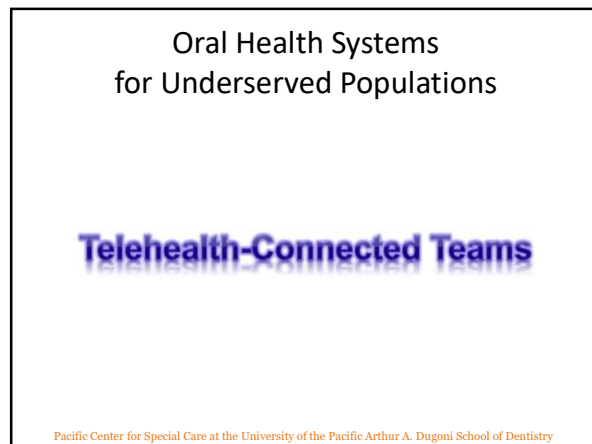 Oral Health Systems
for Underserved Populations
Telehealth-Connected Teams
Pacific Center for Special Care at the University of the Pacific Arthur A. Dugoni School of Dentistry